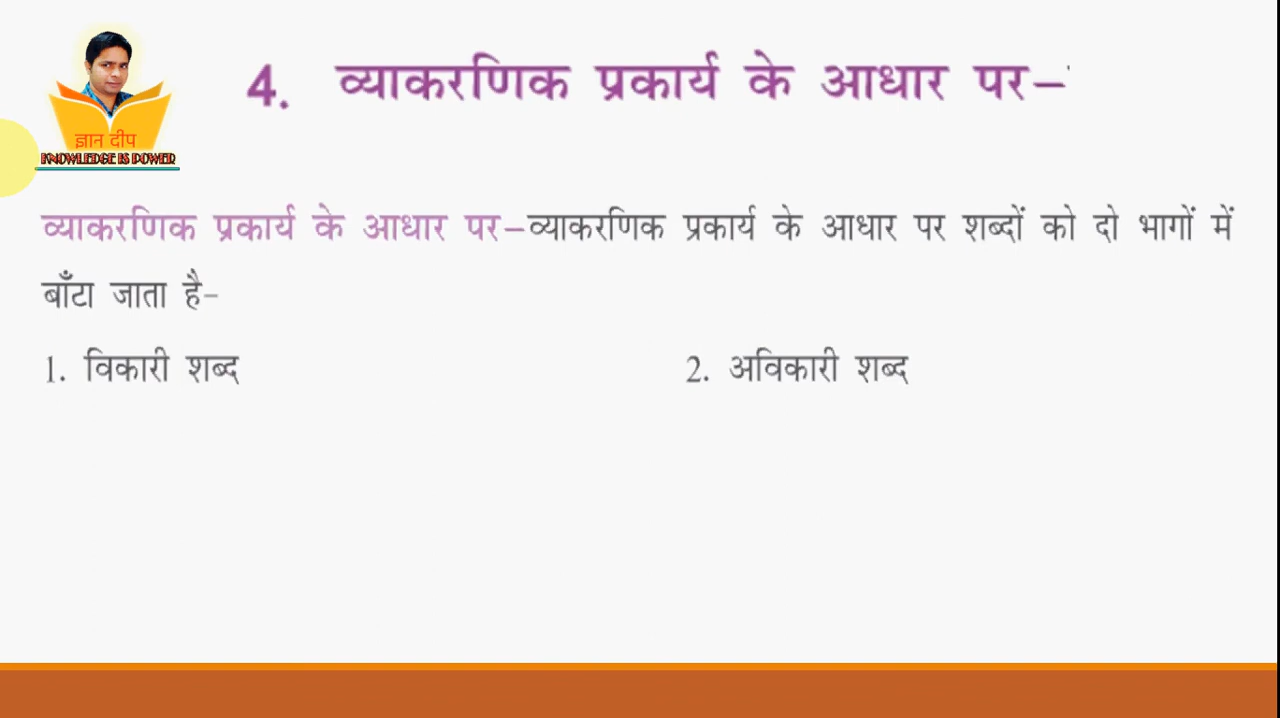 ज्ञान दीप
KNOWLEDGE IS POWER
4. व्याकरणिक प्रकार्य के आधार पर–
व्याकरणिक प्रकार्य के आधार पर–व्याकरणिक प्रकार्य के आधार पर शब्दों को दो भागों में
बाँटा जाता है-
1. विकारी शब्द 2. अविकारी शब्द